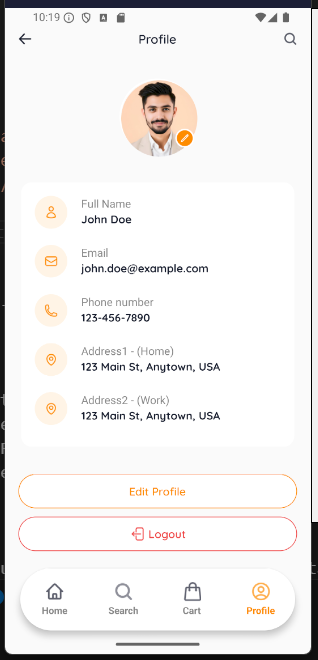 10:19
Profile
Full Name
John Doe
Email
john.doe@example.com
Phone number
123-456-7890
Address1 - (Home)
123 Main St, Anytown, USA
Address2 - (Work)
123 Main St, Anytown, USA
Edit Profile
Logout
Home Search Cart Profile